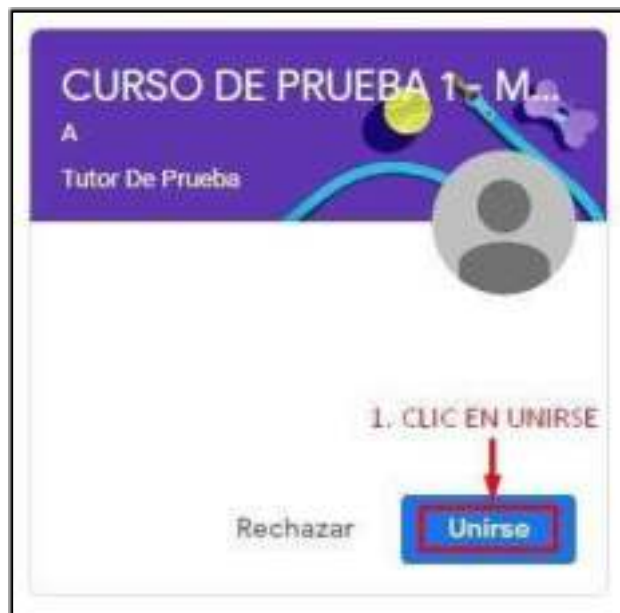 CURSO DE PRUEBA 1 - M...
A
Tutor De Prueba
1. CLIC EN UNIRSE
Rechazar
Unirse